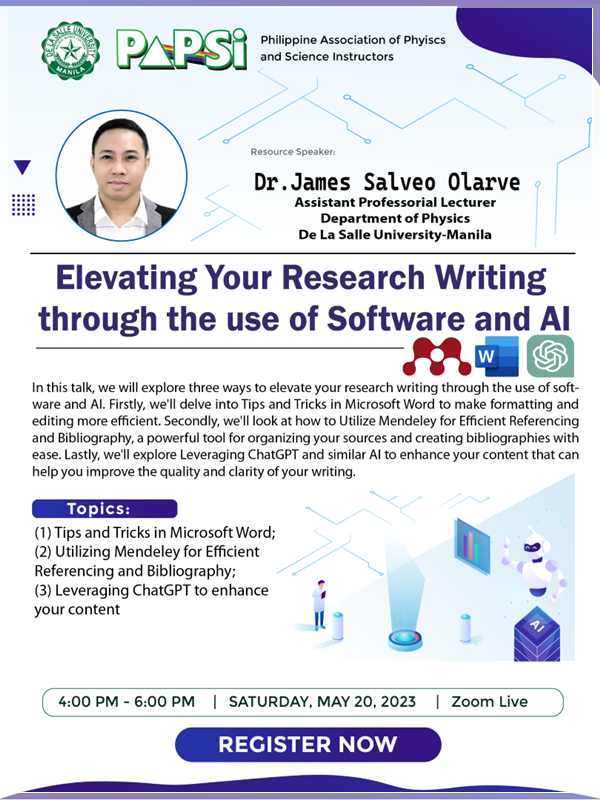 DE LA SALLE UNIVERSITY
MANILA
PAPSi
Philippine Association of Phyiscs
and Science Instructors
Resource Speaker:
Dr.James Salveo Olarve
Assistant Professorial Lecturer
Department of Physics
De La Salle University-Manila
Elevating Your Research Writing
through the use of Software and AI
W
In this talk, we will explore three ways to elevate your research writing through the use of soft-
ware and AI. Firstly, we'll delve into Tips and Tricks in Microsoft Word to make formatting and
editing more efficient. Secondly, we'll look at how to Utilize Mendeley for Efficient Referencing
and Bibliography, a powerful tool for organizing your sources and creating bibliographies with
ease. Lastly, we'll explore Leveraging ChatGPT and similar AI to enhance your content that can
help you improve the quality and clarity of your writing.
Topics:
(1) Tips and Tricks in Microsoft Word;
(2) Utilizing Mendeley for Efficient
Referencing and Bibliography;
(3) Leveraging ChatGPT to enhance
your content
AI
4:00 PM - 6:00 PM | SATURDAY, MAY 20, 2023 | Zoom Live
REGISTER NOW